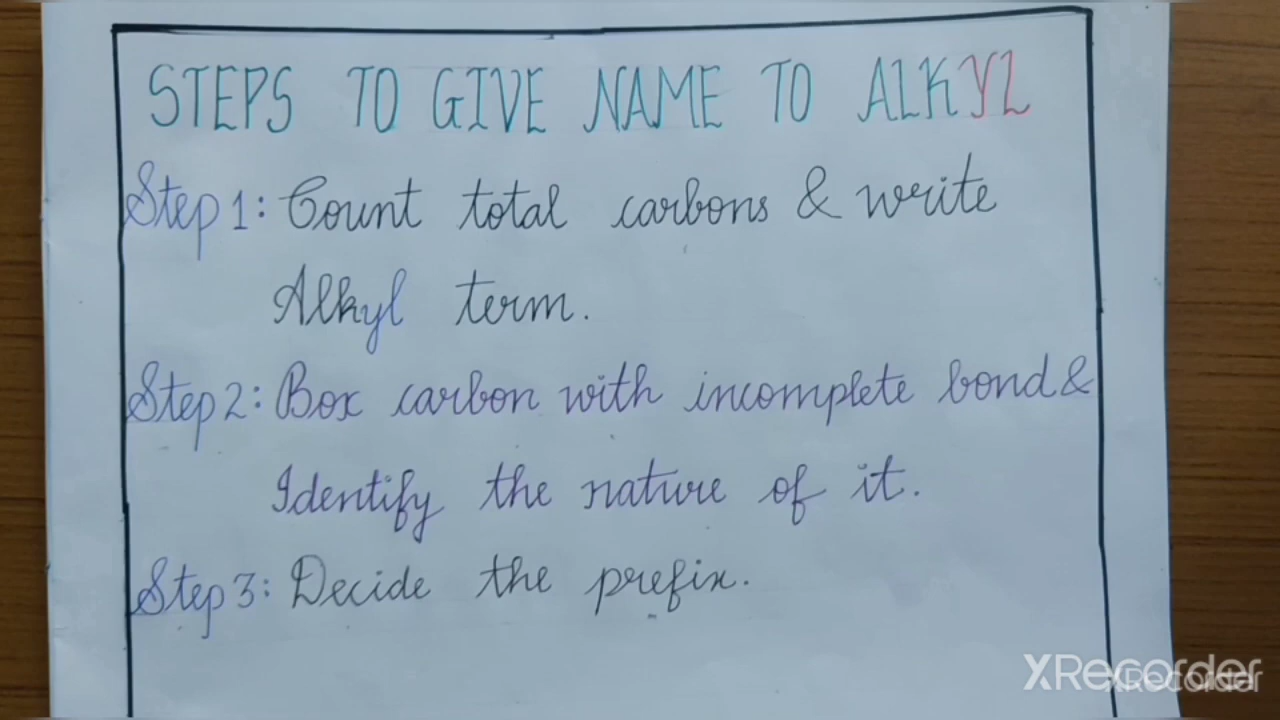 STEPS TO GIVE NAME TO ALKYL
Step 1: Count total carbons & write
Alkyl term.
Step 2: Box carbon with incomplete bond &
Identify the nature of it.
Step 3: Decide the prefix.
XRecorder
XRecorder